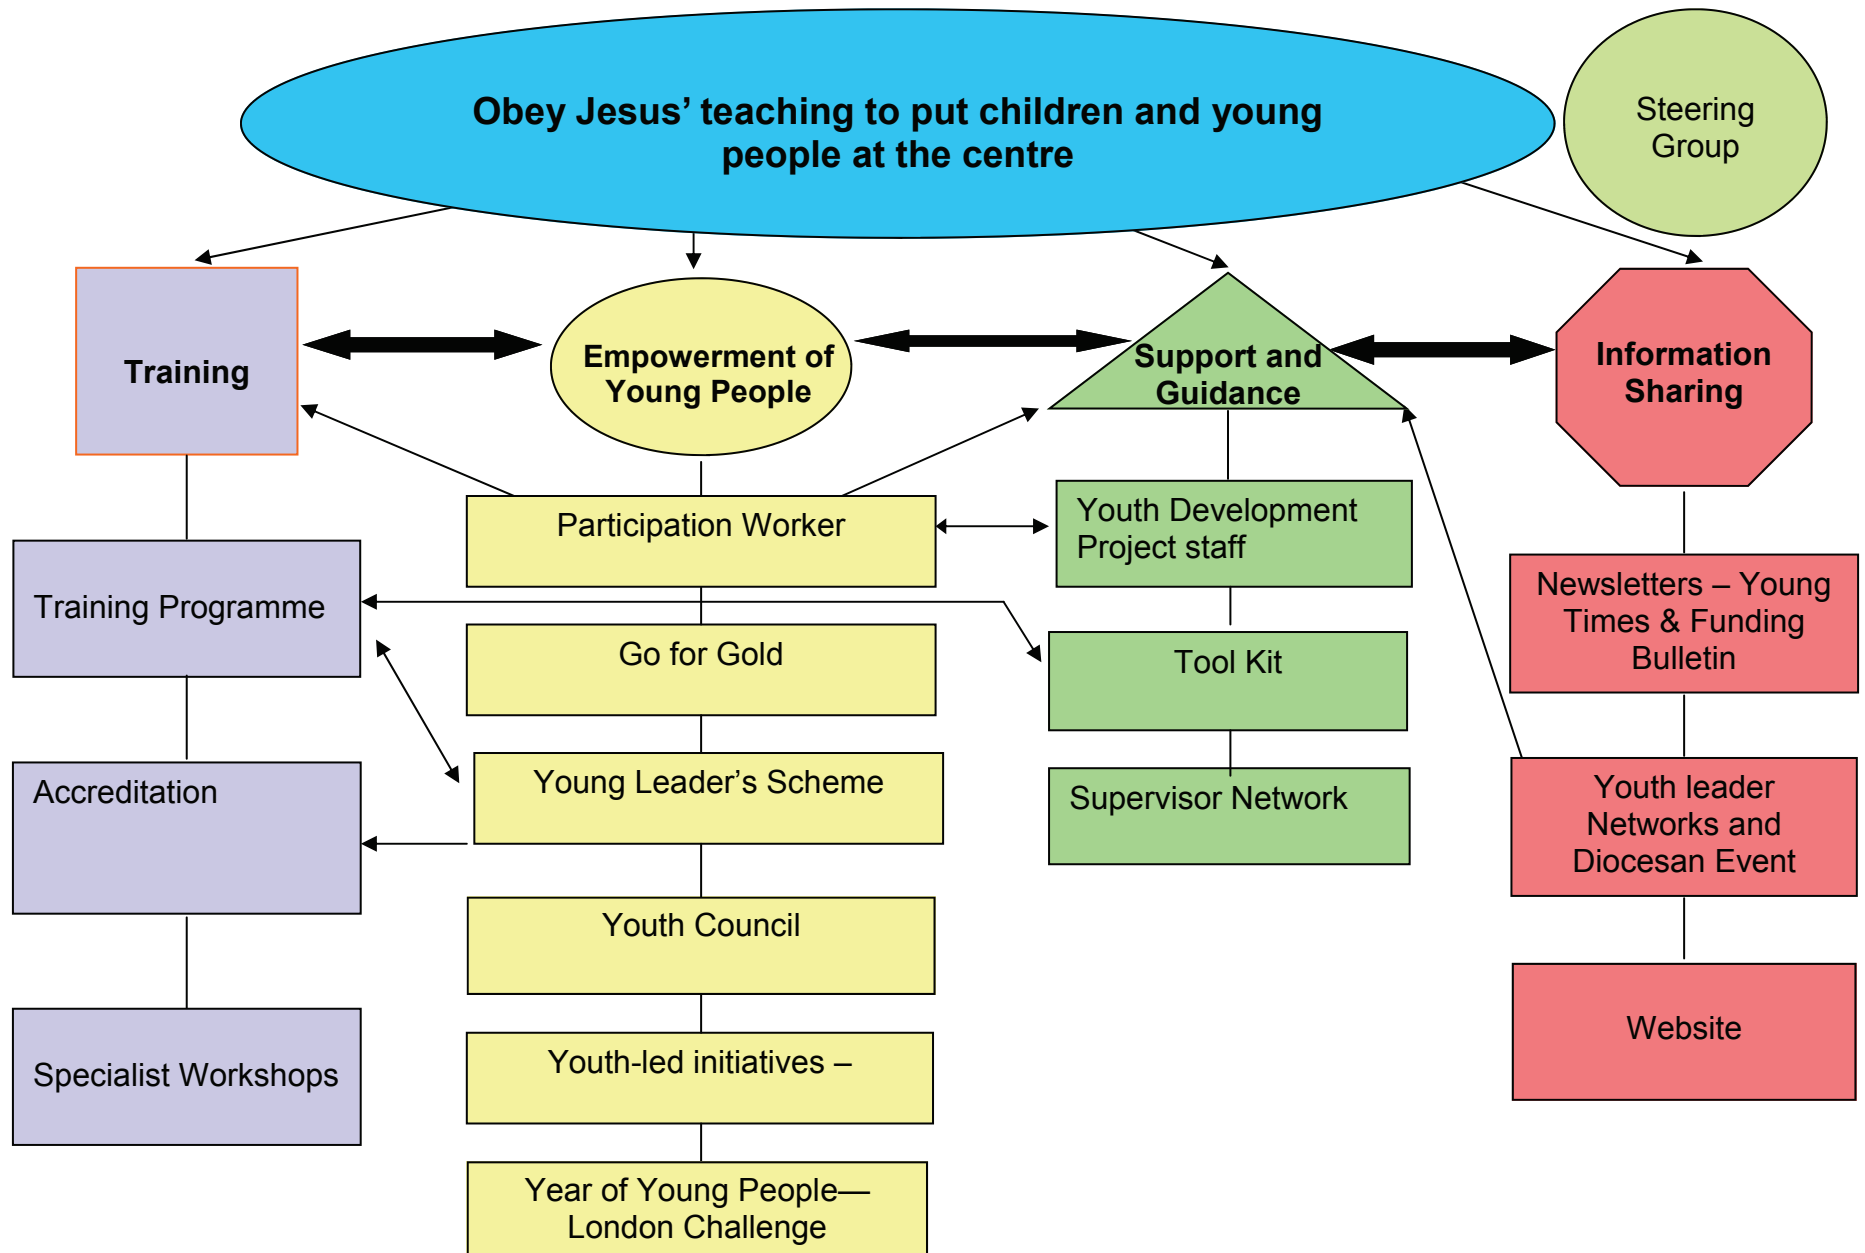 Obey Jesus’ teaching to put children and young
people at the centre
Steering
Group
Training
Empowerment of
Young People
Support and
Guidance
Information
Sharing
Training Programme
Accreditation
Specialist Workshops
Participation Worker
Go for Gold
Young Leader’s Scheme
Youth Council
Youth-led initiatives –
Year of Young People—
London Challenge
Youth Development
Project staff
Tool Kit
Supervisor Network
Newsletters – Young
Times & Funding
Bulletin
Youth leader
Networks and
Diocesan Event
Website